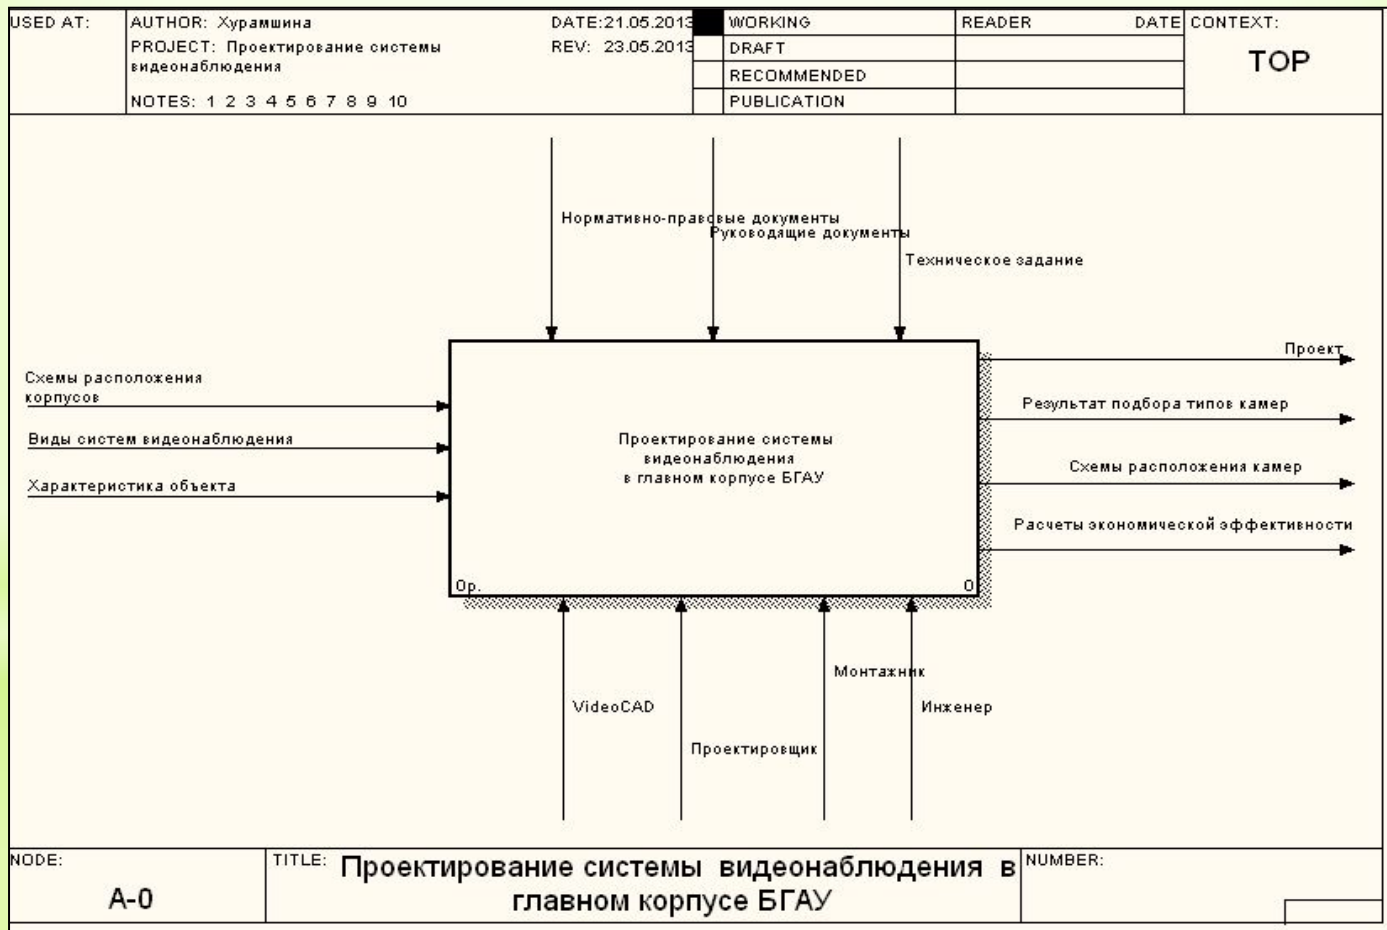 USED AT:
AUTHOR: Хурамшина
DATE:21.05.2013
PROJECT: Проектирование системы
видеонаблюдения
REV: 23.05.2013
NOTES: 1 2 3 4 5 6 7 8 9 10
WORKING
DRAFT
RECOMMENDED
PUBLICATION
READER
DATE
CONTEXT:
TOP
Нормативно-правовые документы
Руководящие документы
Техническое задание
Схемы расположения
корпусов
Виды систем видеонаблюдения
Характеристика объекта
Проектирование системы
видеонаблюдения
в главном корпусе БГАУ
0р.
0
Проект
Результат подбора типов камер
Схемы расположения камер
Расчеты экономической эффективности
Монтажник
VideoCAD
Инженер
Проектировщик
NODE:
A-0
TITLE:
Проектирование системы видеонаблюдения в
главном корпусе БГАУ
NUMBER: